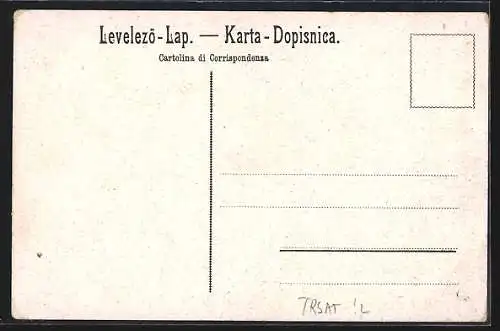 Levelező-Lap. — Karta-Dopisnica.
Cartolina di Corrispondenza
TRSAT